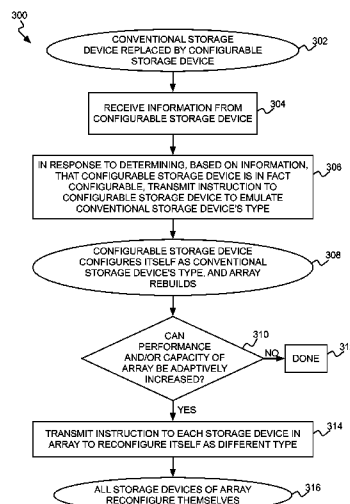 300
CONVENTIONAL STORAGE
DEVICE REPLACED BY CONFIGURABLE
STORAGE DEVICE
302
RECEIVE INFORMATION FROM
CONFIGURABLE STORAGE DEVICE
304
IN RESPONSE TO DETERMINING, BASED ON INFORMATION,
THAT CONFIGURABLE STORAGE DEVICE IS IN FACT
CONFIGURABLE, TRANSMIT INSTRUCTION TO
CONFIGURABLE STORAGE DEVICE TO EMULATE
CONVENTIONAL STORAGE DEVICE'S TYPE
306
CONFIGURABLE STORAGE DEVICE
CONFIGURES ITSELF AS CONVENTIONAL
STORAGE DEVICE'S TYPE, AND ARRAY
REBUILDS
308
CAN
PERFORMANCE
AND/OR CAPACITY OF
ARRAY BE ADAPTIVELY
INCREASED?
310
NO
DONE
YES
TRANSMIT INSTRUCTION TO EACH STORAGE DEVICE IN
ARRAY TO RECONFIGURE ITSELF AS DIFFERENT TYPE
314
ALL STORAGE DEVICES OF ARRAY
RECONFIGURE THEMSELVES
316